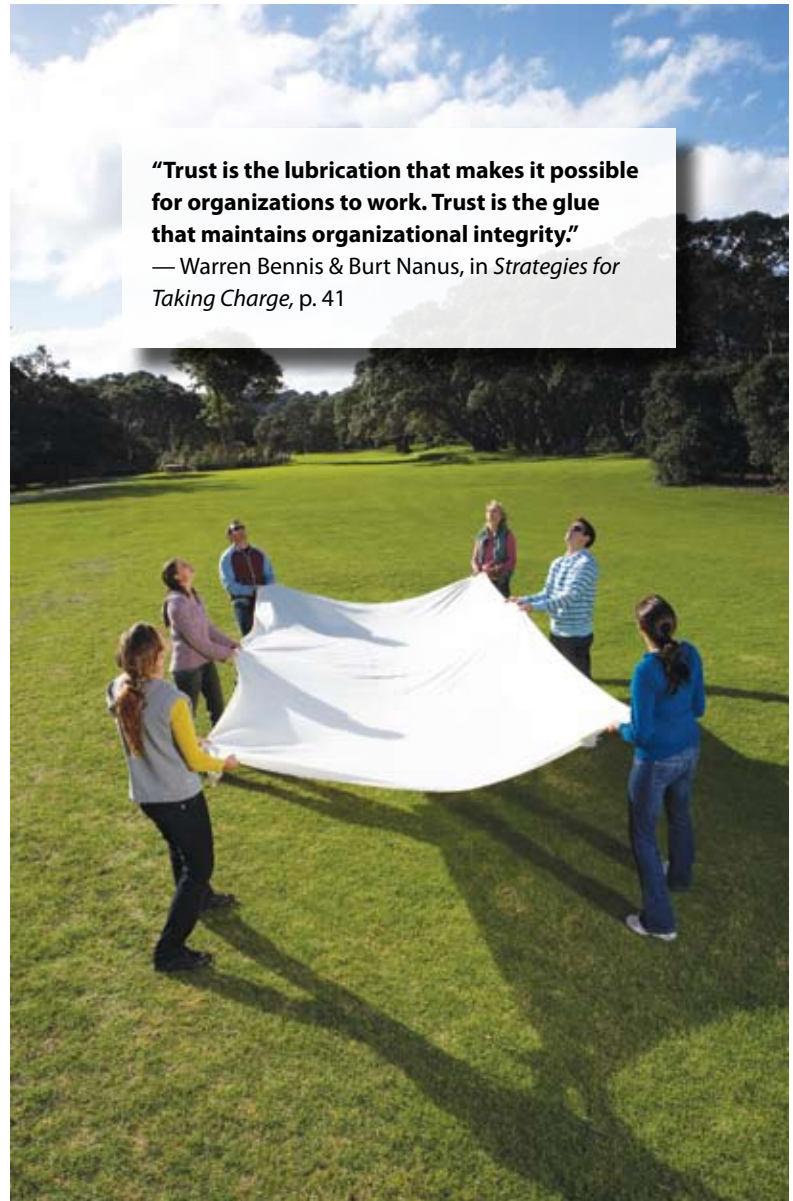 “Trust is the lubrication that makes it possible
for organizations to work. Trust is the glue
that maintains organizational integrity.”
— Warren Bennis & Burt Nanus, in Strategies for
Taking Charge, p. 41